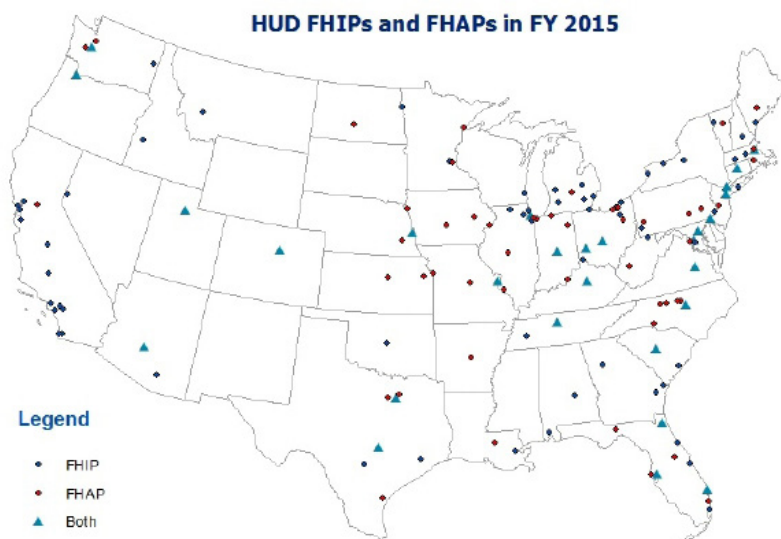 HUD FHIPs and FHAPs in FY 2015
Legend
FHIP
FHAP
Both